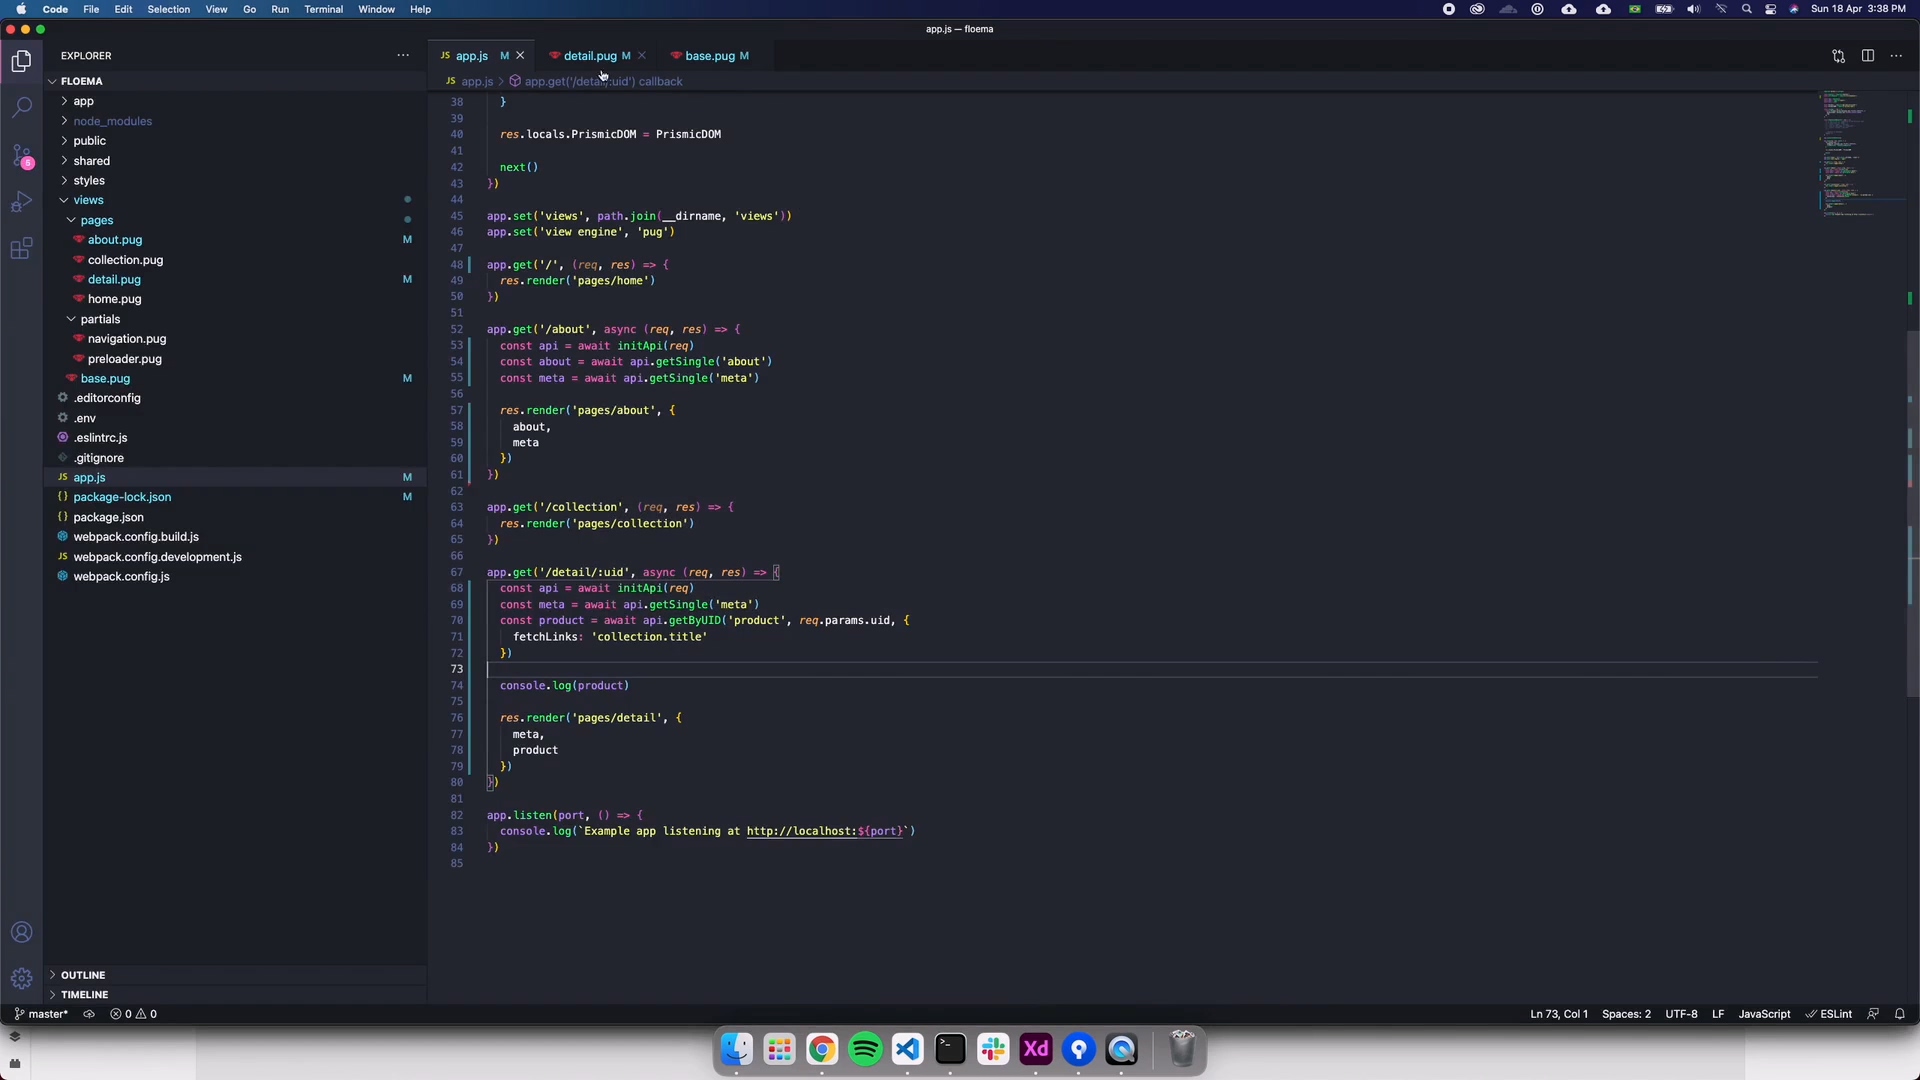 Code File Edit Selection View Go Run Terminal Window Help
Sun 18 Apr 3:38 PM
app.js — floema
EXPLORER
FLOEMA
app
node_modules
public
shared
styles
views
pages
about.pug M
collection.pug
detail.pug M
home.pug
partials
navigation.pug
preloader.pug
base.pug M
.editorconfig
.env
.eslintrc.js
.gitignore
JS app.js M
{} package-lock.json M
{} package.json
webpack.config.build.js
JS webpack.config.development.js
webpack.config.js
OUTLINE
TIMELINE
5
JS app.js M
detail.pug M
base.pug M
JS app.js > app.get('/detail/:uid') callback
38 }
39
40 res.locals.PrismicDOM = PrismicDOM
41
42 next()
43 })
44
45 app.set('views', path.join(__dirname, 'views'))
46 app.set('view engine', 'pug')
47
48 app.get('/', (req, res) => {
49 res.render('pages/home')
50 })
51
52 app.get('/about', async (req, res) => {
53 const api = await initApi(req)
54 const about = await api.getSingle('about')
55 const meta = await api.getSingle('meta')
56
57 res.render('pages/about', {
58 about,
59 meta
60 })
61 })
62
63 app.get('/collection', (req, res) => {
64 res.render('pages/collection')
65 })
66
67 app.get('/detail/:uid', async (req, res) => {
68 const api = await initApi(req)
69 const meta = await api.getSingle('meta')
70 const product = await api.getByUID('product', req.params.uid, {
71 fetchLinks: 'collection.title'
72 })
73
74 console.log(product)
75
76 res.render('pages/detail', {
77 meta,
78 product
79 })
80 })
81
82 app.listen(port, () => {
83 console.log(`Example app listening at http://localhost:${port}`)
84 })
85
master* 0 0
Ln 73, Col 1 Spaces: 2 UTF-8 LF JavaScript ESLint
Xd